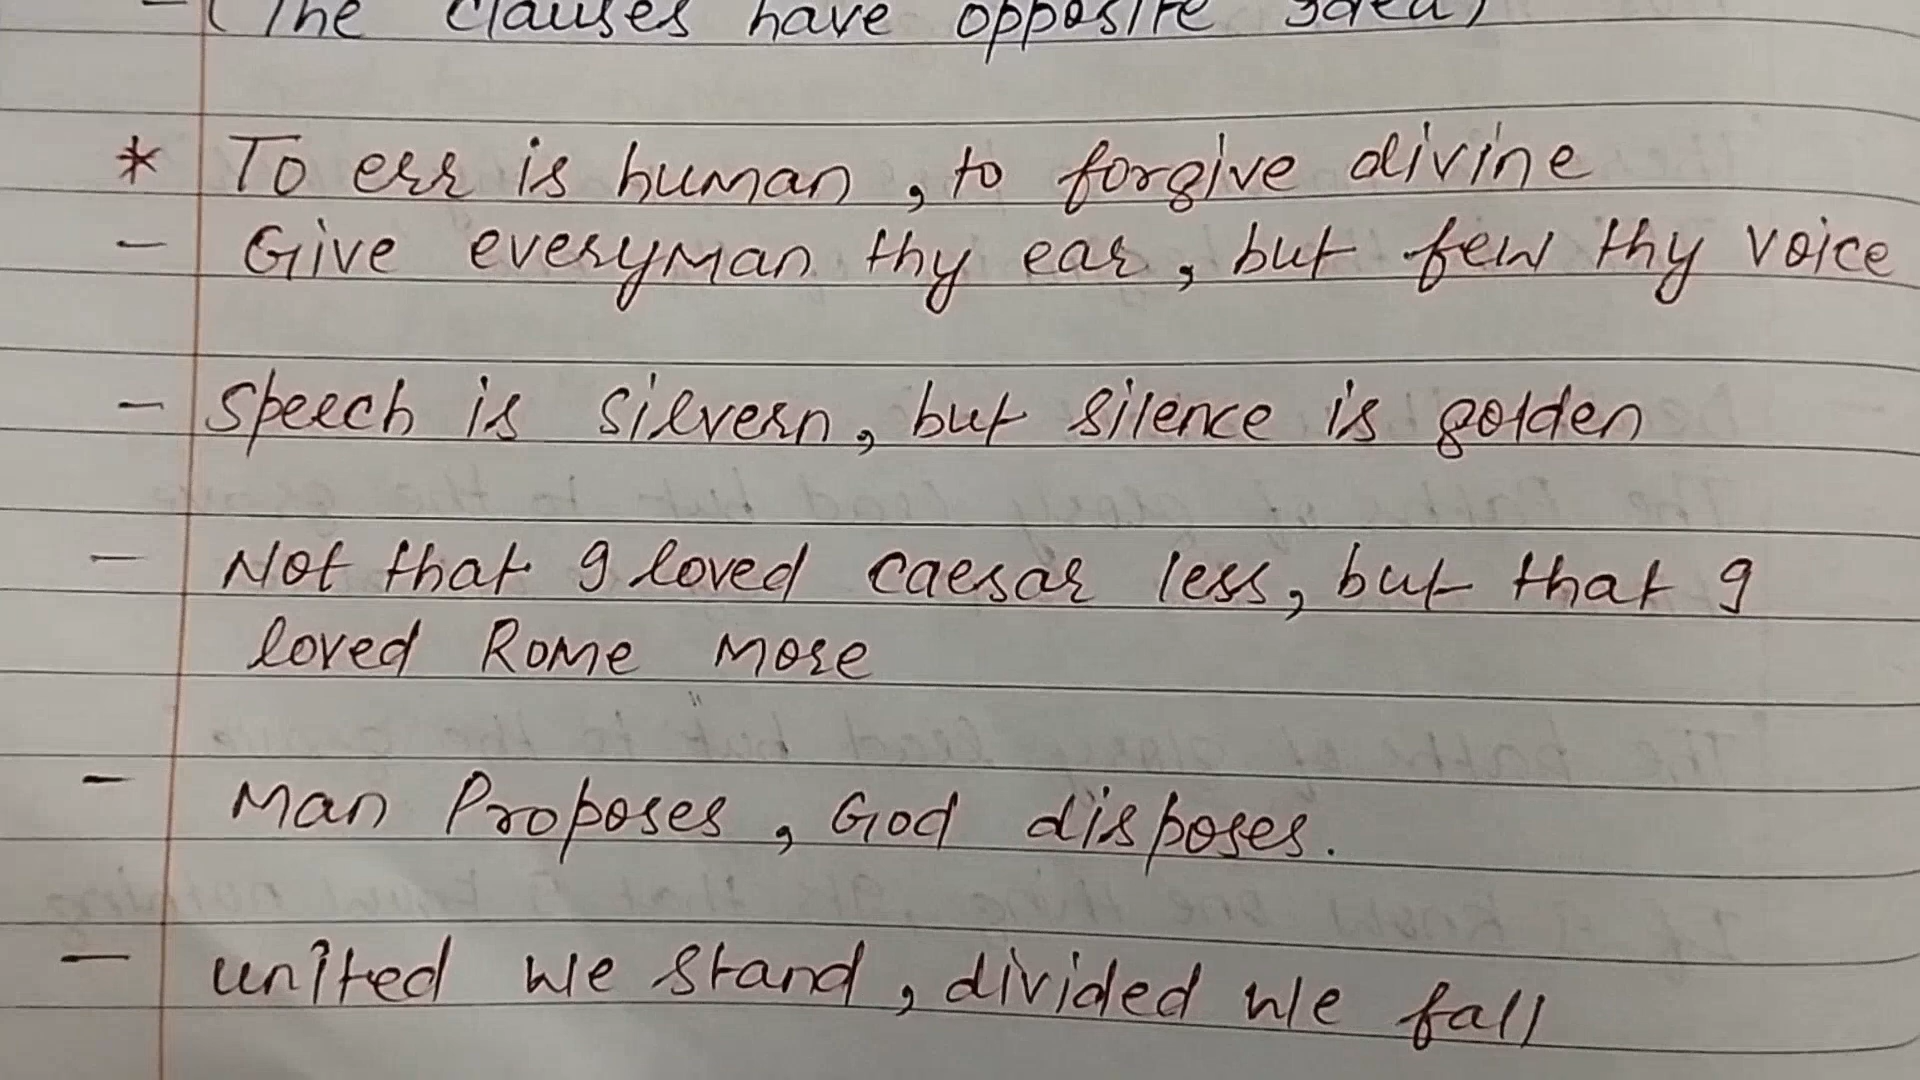 - (The clauses have opposite idea)
* To err is human, to forgive divine
- Give everyman thy ear, but few thy voice
- Speech is silvern, but silence is golden
- Not that I loved caesar less, but that I
loved Rome more
- Man Proposes, God disposes.
- united we stand, divided we fall